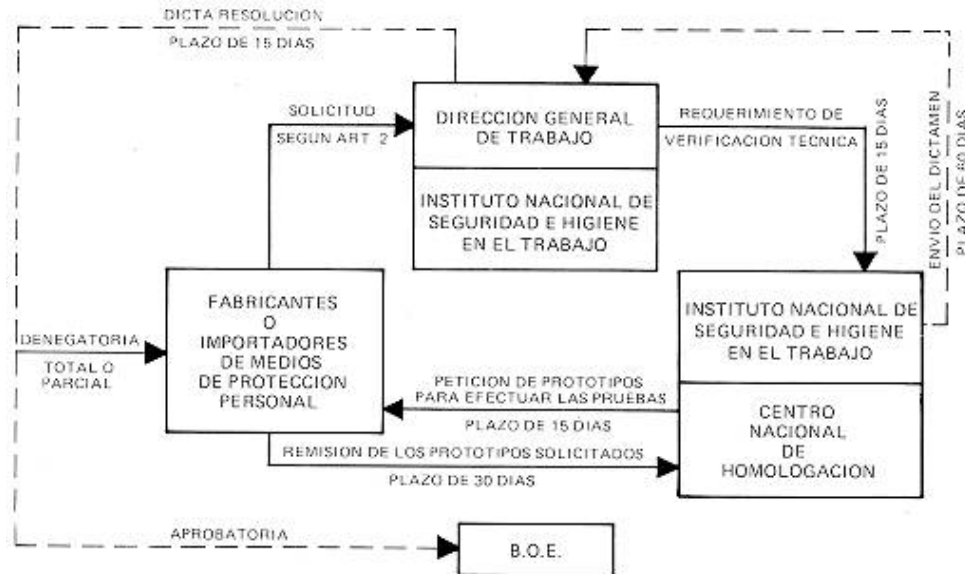 DICTA RESOLUCION
PLAZO DE 15 DIAS
SOLICITUD
SEGUN ART 2
DIRECCION GENERAL
DE TRABAJO
INSTITUTO NACIONAL DE
SEGURIDAD E HIGIENE
EN EL TRABAJO
REQUERIMIENTO DE
VERIFICACION TECNICA
PLAZO DE 15 DIAS
ENVIO DEL DICTAMEN
PLAZO DE 60 DIAS
DENEGATORIA
TOTAL O
PARCIAL
FABRICANTES
O
IMPORTADORES
DE MEDIOS
DE PROTECCION
PERSONAL
INSTITUTO NACIONAL DE
SEGURIDAD E HIGIENE
EN EL TRABAJO
CENTRO
NACIONAL
DE
HOMOLOGACION
PETICION DE PROTOTIPOS
PARA EFECTUAR LAS PRUEBAS
PLAZO DE 15 DIAS
REMISION DE LOS PROTOTIPOS SOLICITADOS
PLAZO DE 30 DIAS
APROBATORIA
B.O.E.